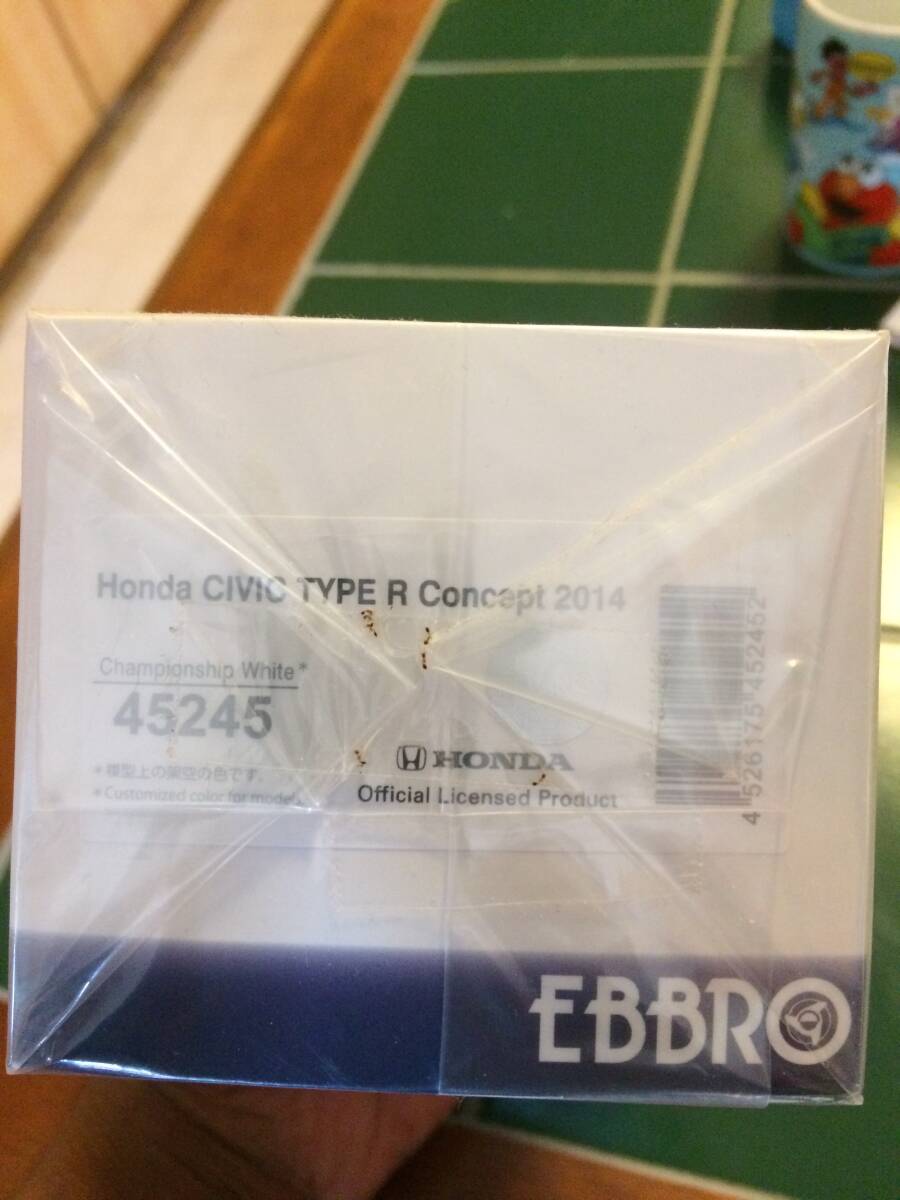 Honda CIVIC TYPE R Concept 2014
Championship White*
45245
*模型上の架空の色です。
*Customized color for model.
HONDA
Official Licensed Product
4 526175 452452
EBBRO